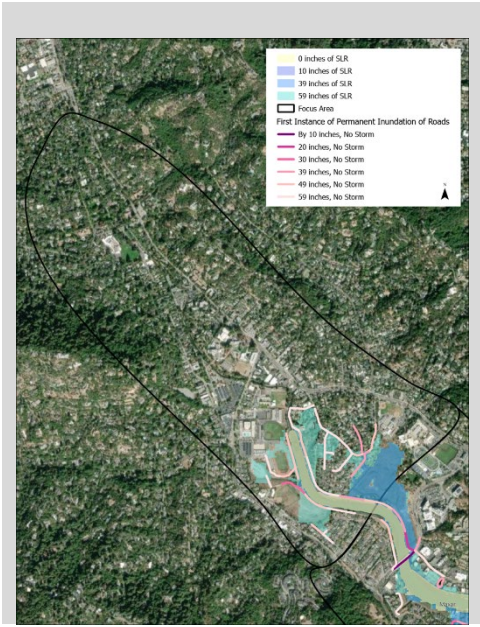 0 inches of SLR
10 inches of SLR
39 inches of SLR
59 inches of SLR
Focus Area
First Instance of Permanent Inundation of Roads
By 10 inches, No Storm
20 inches, No Storm
30 inches, No Storm
39 inches, No Storm
49 inches, No Storm
59 inches, No Storm
N
Maxar